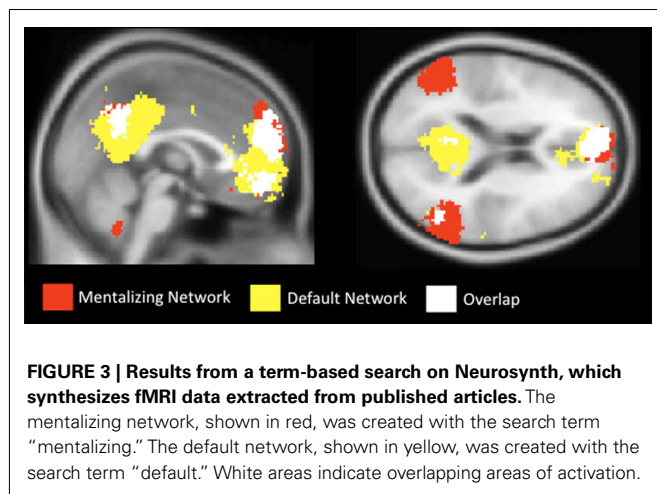 Mentalizing Network Default Network Overlap
FIGURE 3 | Results from a term-based search on Neurosynth, which
synthesizes fMRI data extracted from published articles. The
mentalizing network, shown in red, was created with the search term
“mentalizing.” The default network, shown in yellow, was created with the
search term “default.” White areas indicate overlapping areas of activation.